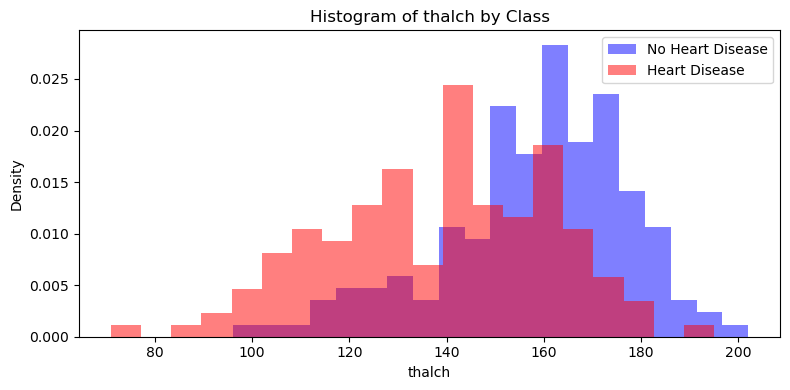 Histogram of thalch by Class
No Heart Disease
Heart Disease
Density
0.025
0.020
0.015
0.010
0.005
0.000
80 100 120 140 160 180 200
thalch